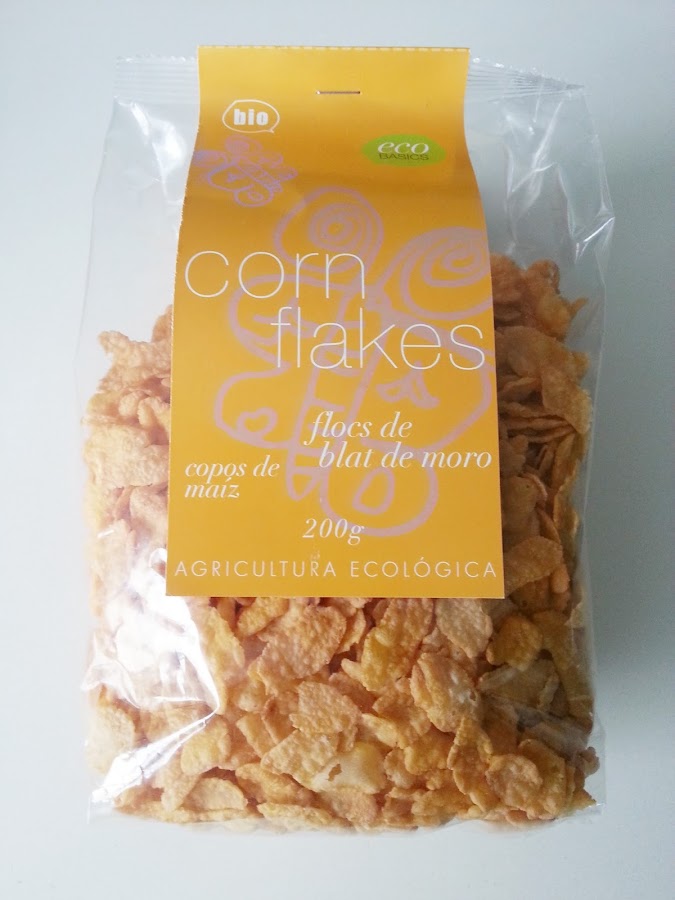 bio
eco
BASICS
corn
flakes
flocs de
blat de moro
copos de
maíz
200g
AGRICULTURA ECOLÓGICA